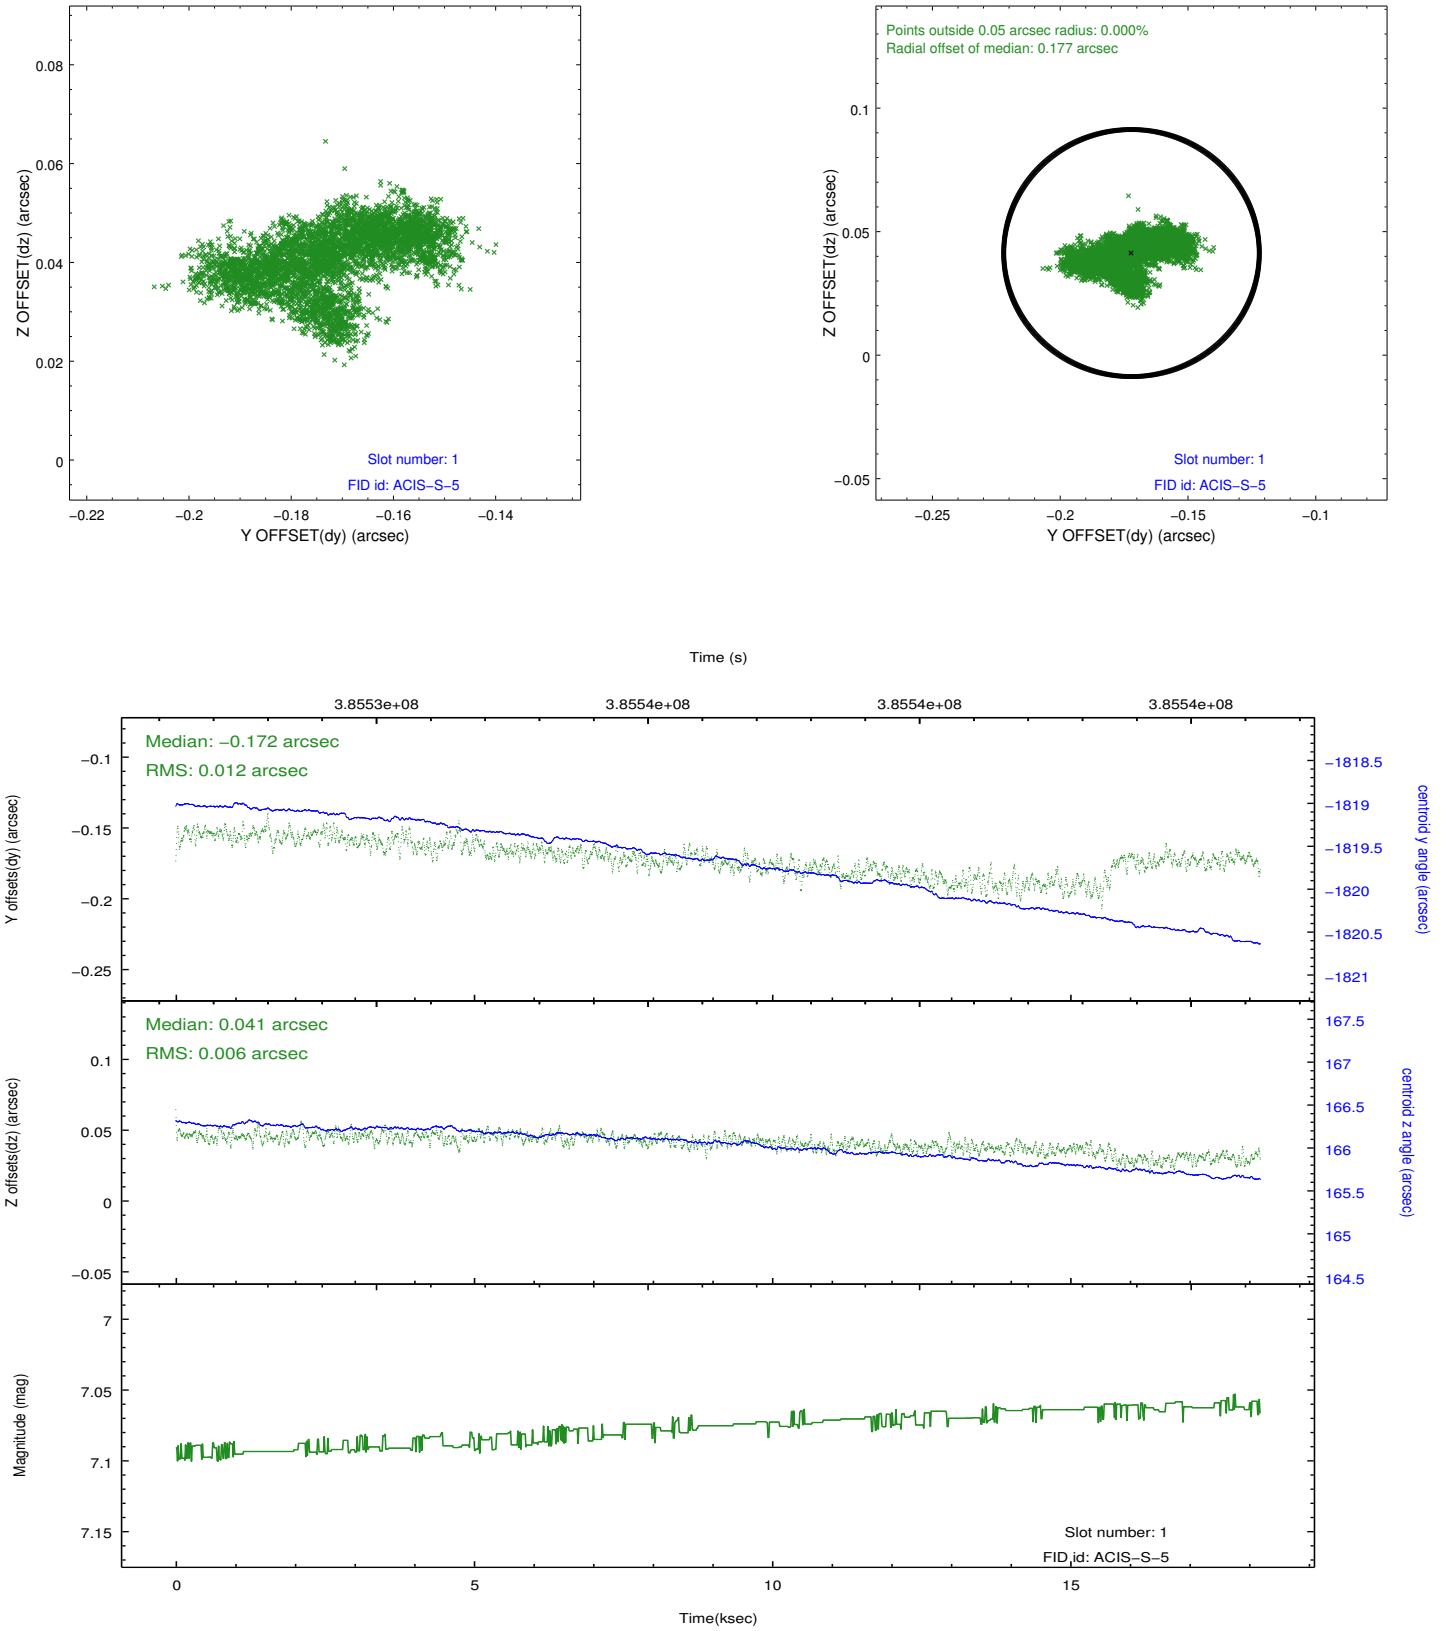 0.08
0.06
0.04
0.02
0
Z OFFSET(dz) (arcsec)
Slot number: 1
FID id: ACIS−S−5
−0.22 −0.2 −0.18 −0.16 −0.14
Y OFFSET(dy) (arcsec)
Points outside 0.05 arcsec radius: 0.000%
Radial offset of median: 0.177 arcsec
0.1
0.05
0
−0.05
Z OFFSET(dz) (arcsec)
Slot number: 1
FID id: ACIS−S−5
−0.25 −0.2 −0.15 −0.1
Y OFFSET(dy) (arcsec)
Time (s)
3.8553e+08 3.8554e+08 3.8554e+08 3.8554e+08
Median: −0.172 arcsec
RMS: 0.012 arcsec
−0.1
−0.15
−0.2
−0.25
Y offsets(dy) (arcsec)
−1818.5
−1819
−1819.5
−1820
−1820.5
−1821
centroid y angle (arcsec)
Median: 0.041 arcsec
RMS: 0.006 arcsec
0.1
0.05
0
−0.05
Z offsets(dz) (arcsec)
167.5
167
166.5
166
165.5
165
164.5
centroid z angle (arcsec)
7
7.05
7.1
7.15
Magnitude (mag)
Slot number: 1
FID id: ACIS−S−5
0 5 10 15
Time(ksec)